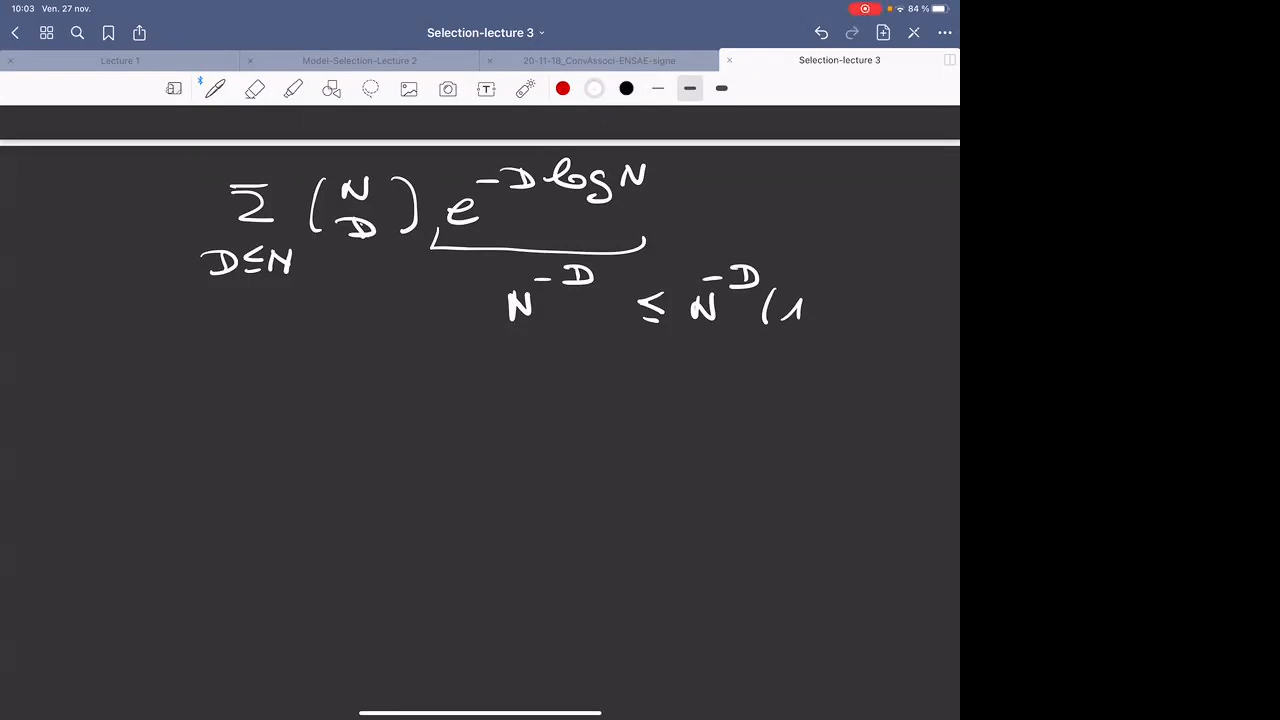 10:03 Ven. 27 nov. 84 %
Selection-lecture 3
Lecture 1 Model-Selection-Lecture 2 20-11-18_ConvAssoci-ENSAE-signe Selection-lecture 3
T
Σ (N D) e^{-D log N}
D≤N
N^{-D} ≤ N^{-D} (1